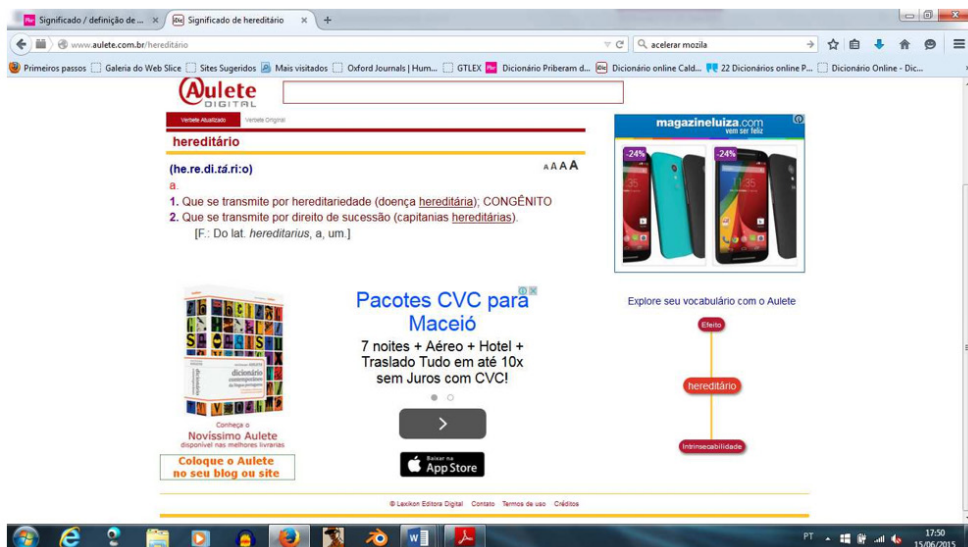 Significado / definição de ...
Significado de hereditário
www.aulete.com.br/hereditário
acelerar mozila
Primeiros passos
Galeria do Web Slice
Sites Sugeridos
Mais visitados
Oxford Journals | Hum...
GTLEX
Dicionário Priberam d...
Dicionário online Cald...
22 Dicionários online P...
Dicionário Online - Dic...
Aulete
DIGITAL
Verbete Atualizado
Verbete Original
hereditário
(he.re.di.tá.ri:o)
A A A A
a.
1. Que se transmite por hereditariedade (doença hereditária); CONGÊNITO
2. Que se transmite por direito de sucessão (capitanias hereditárias).
[F.: Do lat. hereditarius, a, um.]
magazineluiza.com
vem ser feliz
-24%
-24%
dicionário
contemporâneo
da língua portuguesa
Conheça o
Novíssimo Aulete
disponível nas melhores livrarias
Coloque o Aulete
no seu blog ou site
Pacotes CVC para
Maceió
7 noites + Aéreo + Hotel +
Traslado Tudo em até 10x
sem Juros com CVC!
Baixar na
App Store
Explore seu vocabulário com o Aulete
Efeito
hereditário
Intrinsecabilidade
© Lexikon Editora Digital Contato Termos de uso Créditos
PT
17:50
15/06/2015